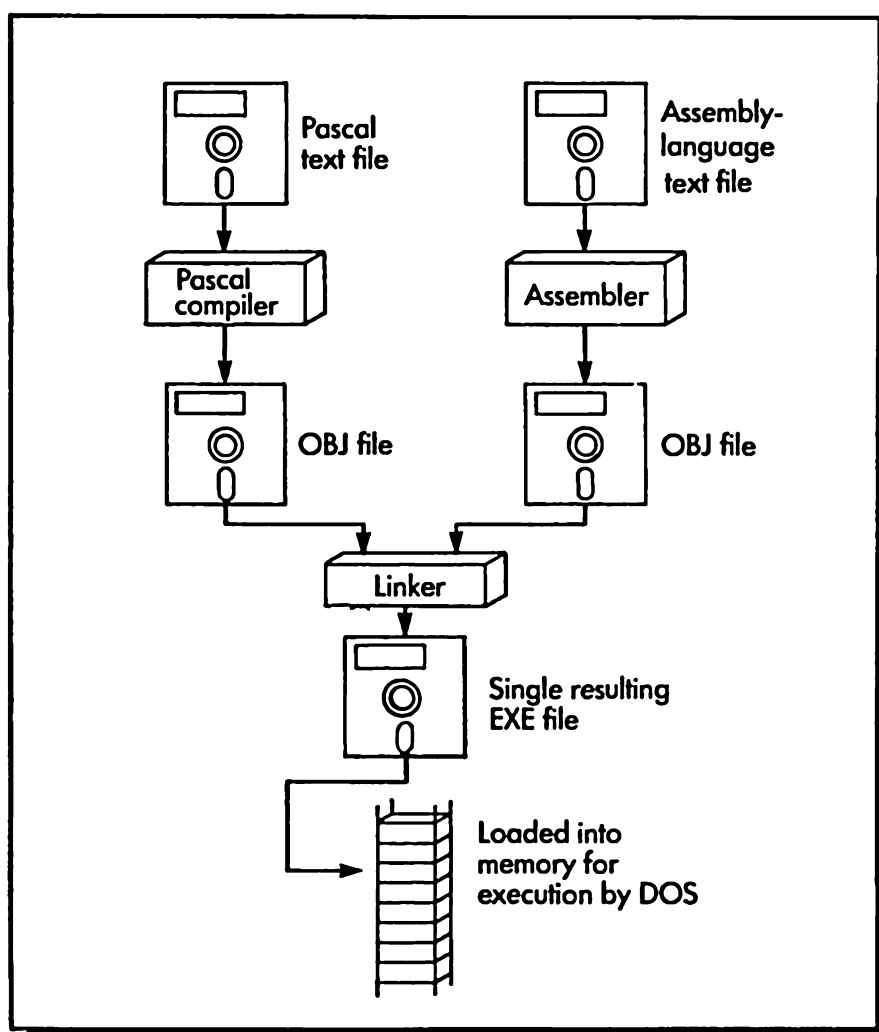 Pascal
text file
Assembly-
language
text file
Pascal
compiler
Assembler
OBJ file
OBJ file
Linker
Single resulting
EXE file
Loaded into
memory for
execution by DOS